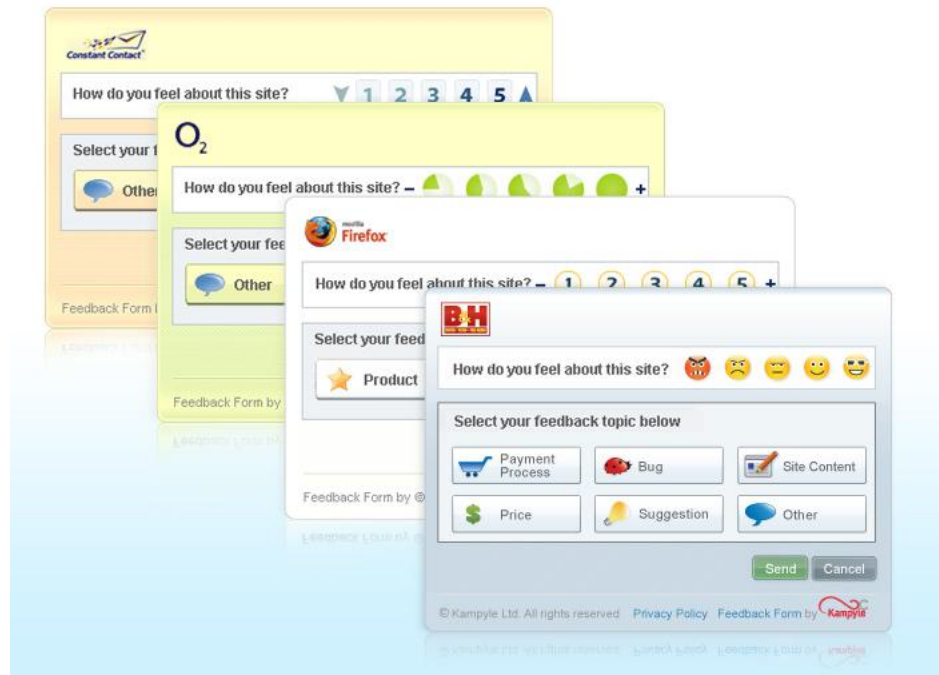 Constant Contact®
How do you feel about this site? 1 2 3 4 5
Select your f
Other
Feedback Form
O2
How do you feel about this site? – +
Select your fee
Other
Feedback Form by
mozilla
Firefox
How do you feel about this site? – 1 2 3 4 5 +
Select your feed
Product
Feedback Form by ©
B&H
How do you feel about this site?
Select your feedback topic below
Payment Process
Bug
Site Content
Price
Suggestion
Other
Send Cancel
© Kampyle Ltd. All rights reserved Privacy Policy Feedback Form by Kampyle